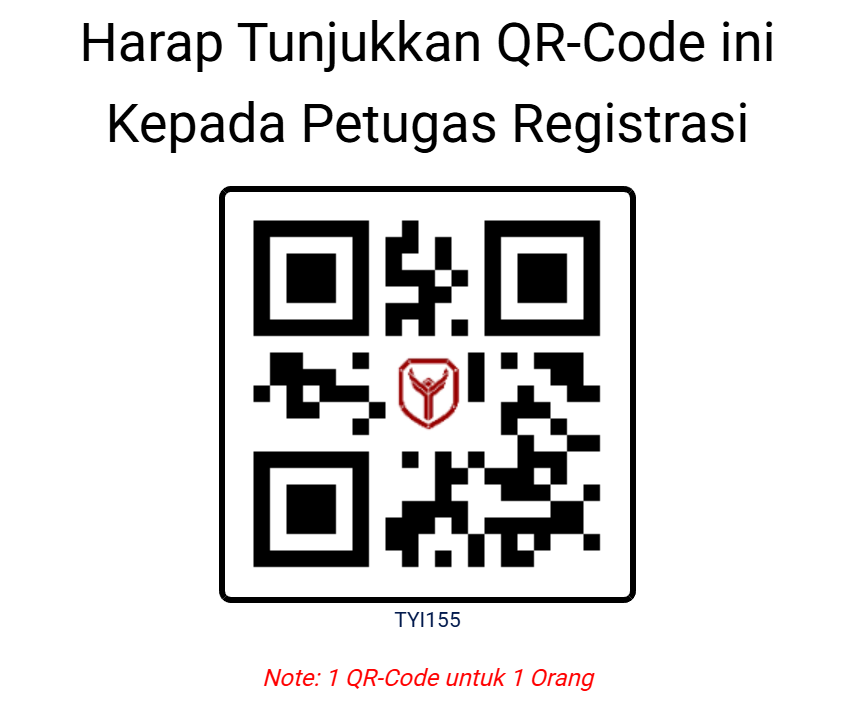 Harap Tunjukkan QR-Code ini
Kepada Petugas Registrasi
TYI155
Note: 1 QR-Code untuk 1 Orang